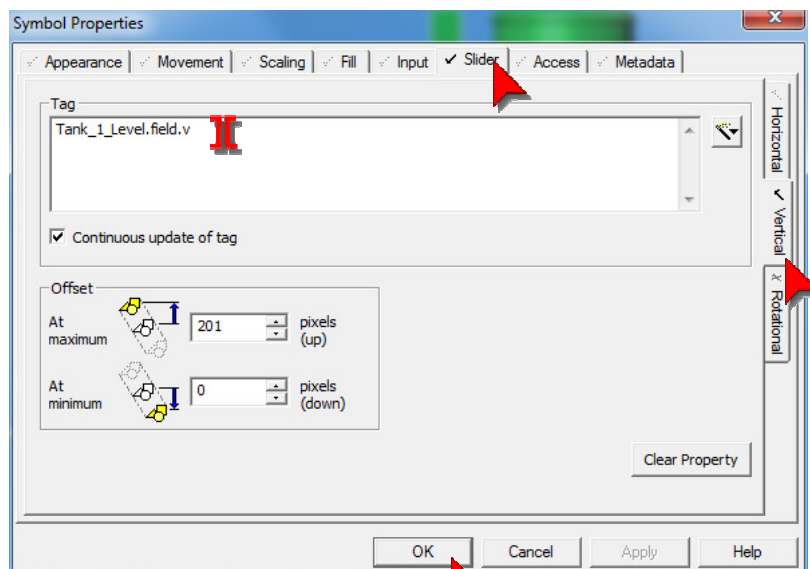 Symbol Properties
Appearance Movement Scaling Fill Input Slider Access Metadata
Tag
Tank_1_Level.field.v
Continuous update of tag
Horizontal
Vertical
Rotational
Offset
At
maximum
201
pixels
(up)
At
minimum
0
pixels
(down)
Clear Property
OK Cancel Apply Help